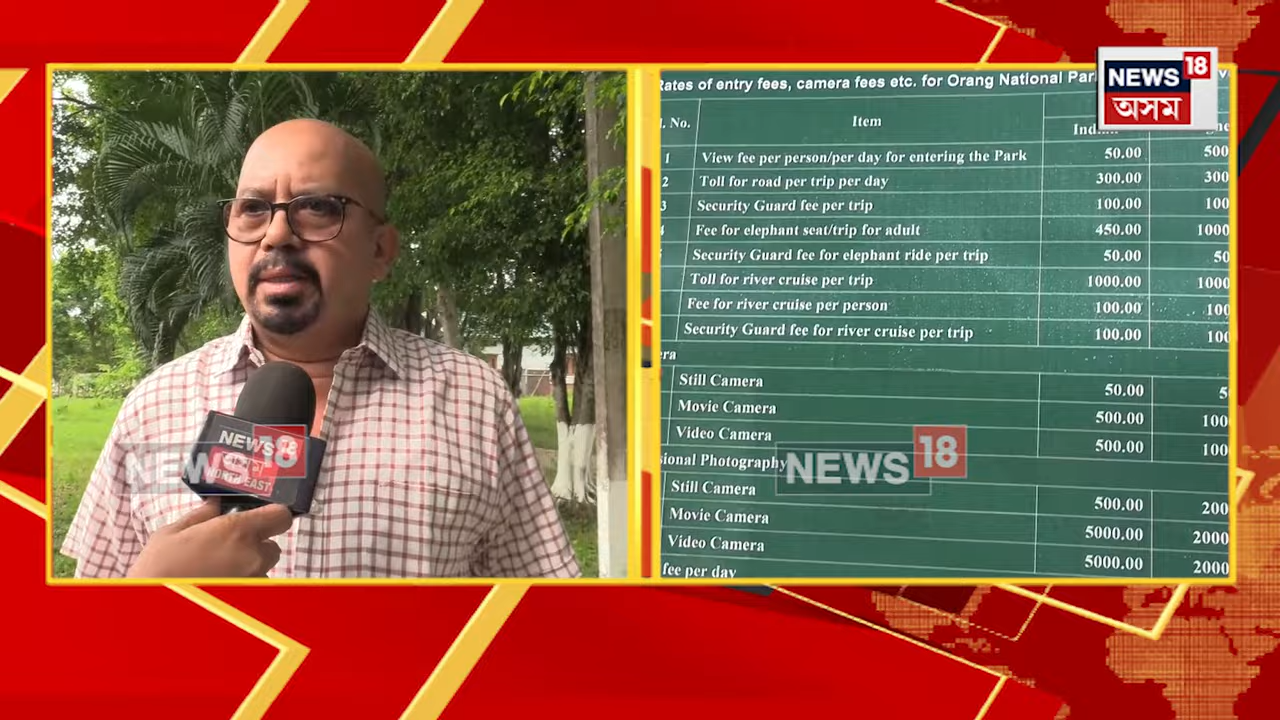 NEWS 18
অসম
Rates of entry fees, camera fees etc. for Orang National Par
No. Item
1 View fee per person/per day for entering the Park 50.00 500
2 Toll for road per trip per day 300.00 300
3 Security Guard fee per trip 100.00 100
Fee for elephant seat/trip for adult 450.00 1000
Security Guard fee for elephant ride per trip 50.00 50
Toll for river cruise per trip 1000.00 1000
Fee for river cruise per person 100.00 100
Security Guard fee for river cruise per trip 100.00 100
era
Still Camera 50.00 5
Movie Camera 500.00 100
Video Camera 500.00 100
sional Photography
Still Camera 500.00 200
Movie Camera 5000.00 2000
Video Camera 5000.00 2000
fee per day
NEWS 18
NORTH EAST
NEWS 18
NEWS 18